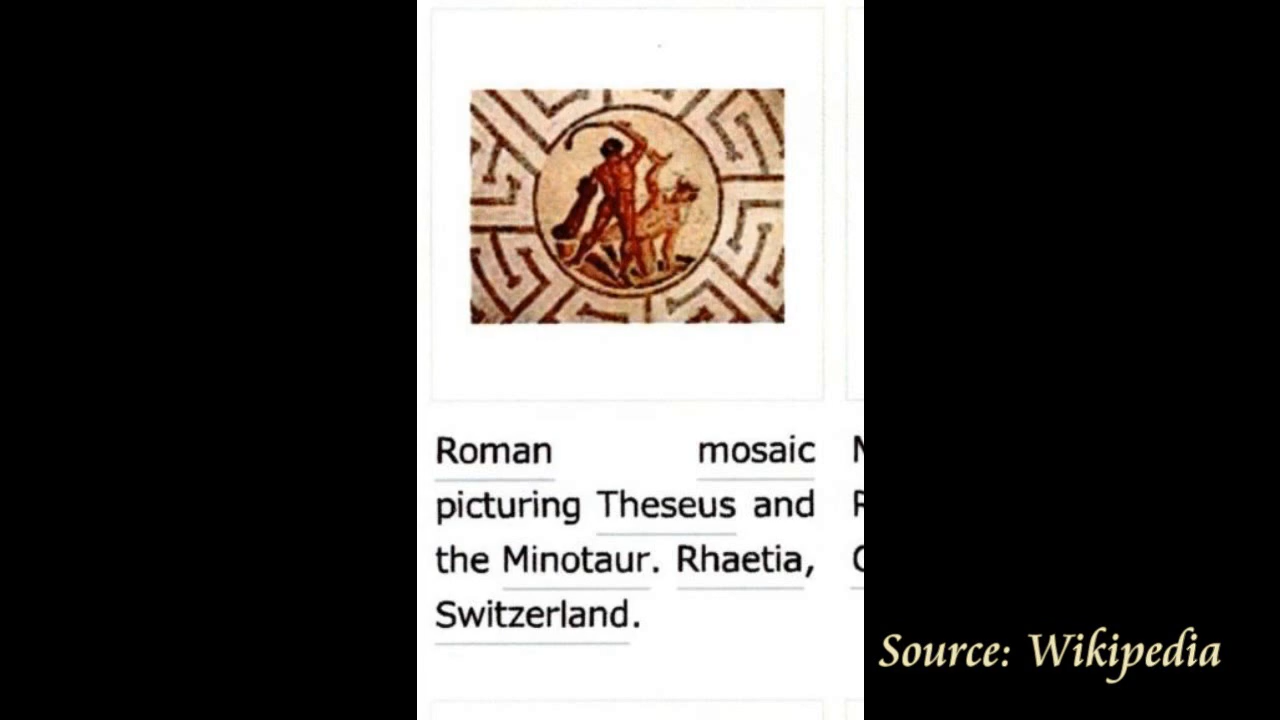 Roman mosaic
picturing Theseus and
the Minotaur. Rhaetia,
Switzerland.
Source: Wikipedia